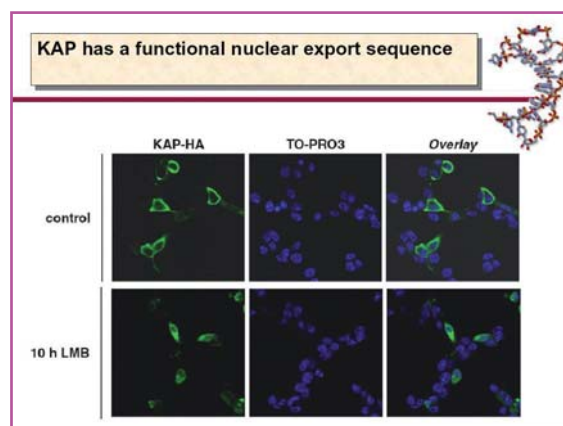 KAP has a functional nuclear export sequence
KAP-HA TO-PRO3 Overlay
control
10 h LMB